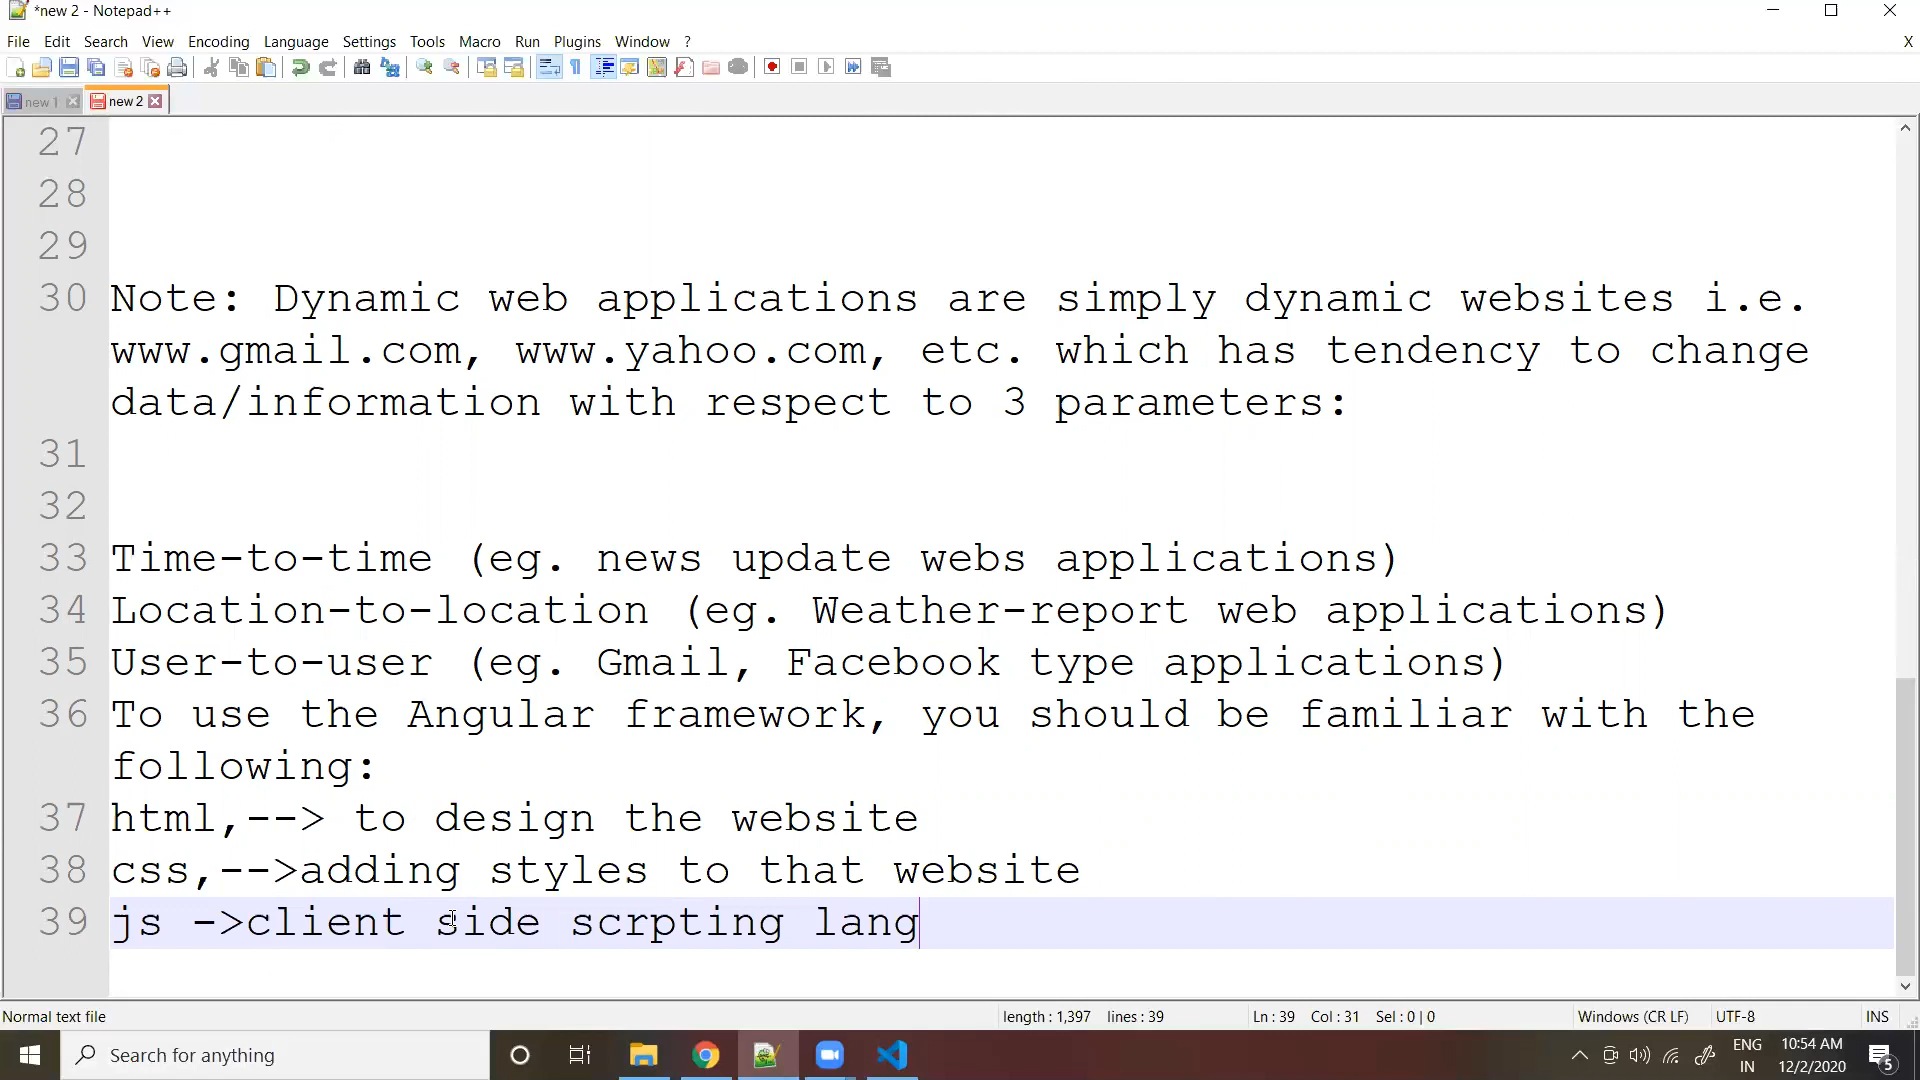 *new 2 - Notepad++
File Edit Search View Encoding Language Settings Tools Macro Run Plugins Window ? X
new 1 new 2
27
28
29
30 Note: Dynamic web applications are simply dynamic websites i.e.
www.gmail.com, www.yahoo.com, etc. which has tendency to change
data/information with respect to 3 parameters:
31
32
33 Time-to-time (eg. news update webs applications)
34 Location-to-location (eg. Weather-report web applications)
35 User-to-user (eg. Gmail, Facebook type applications)
36 To use the Angular framework, you should be familiar with the
following:
37 html,--> to design the website
38 css,-->adding styles to that website
39 js ->client side scrpting lang
Normal text file length : 1,397 lines : 39 Ln : 39 Col : 31 Sel : 0 | 0 Windows (CR LF) UTF-8 INS
Search for anything
ENG 10:54 AM
IN 12/2/2020 5